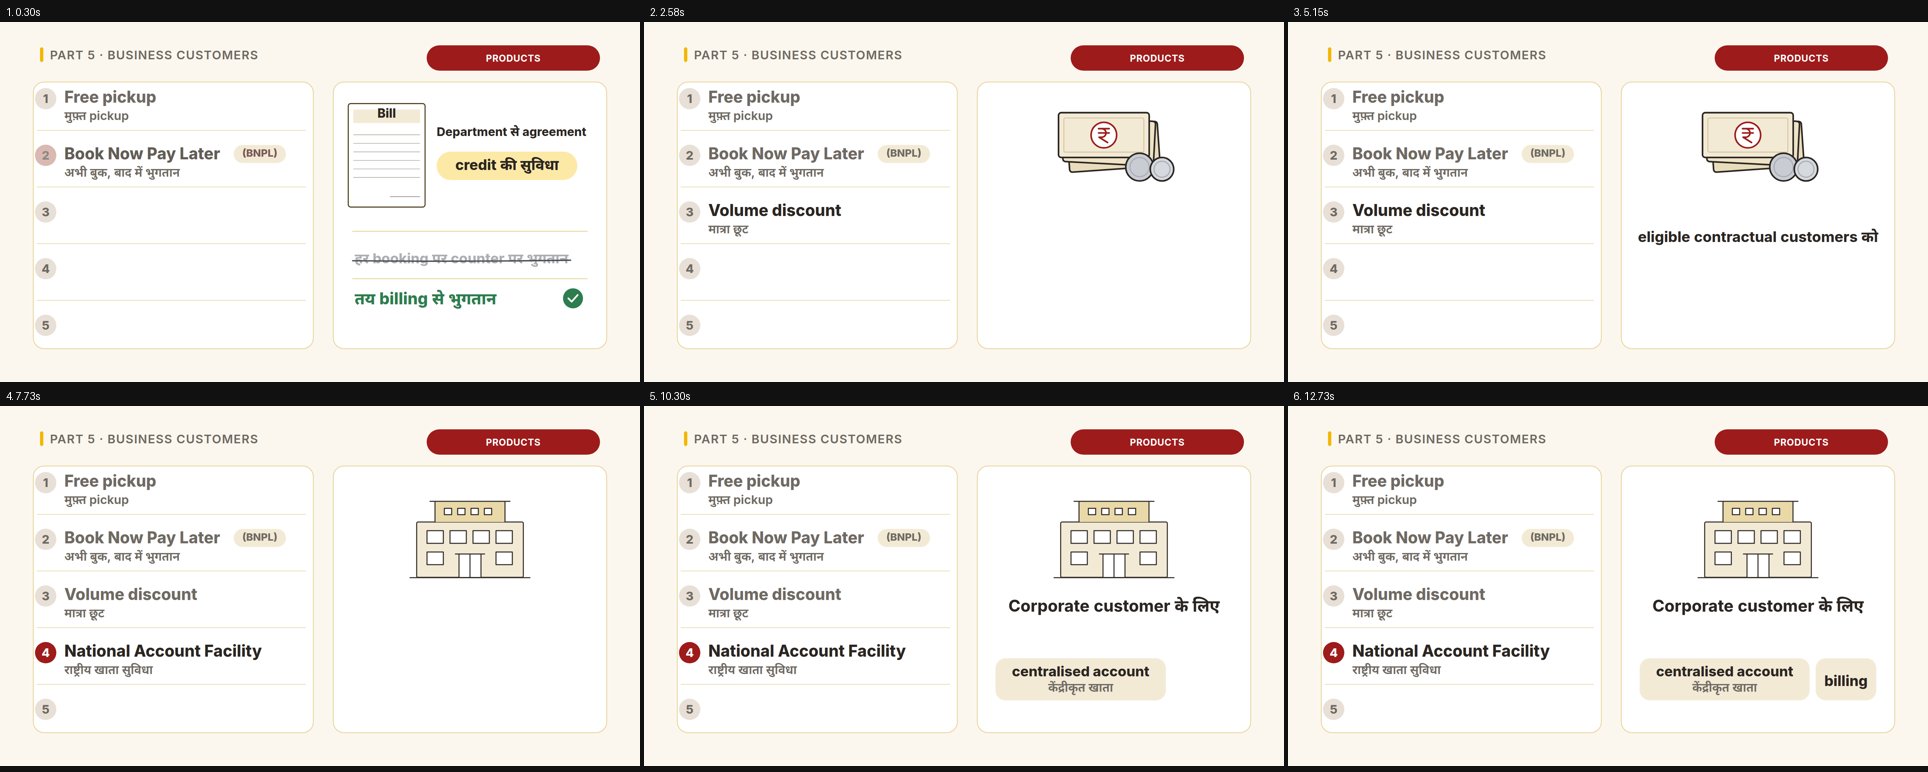 1. 0.30s
PART 5 · BUSINESS CUSTOMERS
PRODUCTS
1 Free pickup
मुफ़्त pickup
2 Book Now Pay Later (BNPL)
अभी बुक, बाद में भुगतान
3
4
5
Bill
Department से agreement
credit की सुविधा
हर booking पर counter पर भुगतान
तय billing से भुगतान
2. 2.58s
PART 5 · BUSINESS CUSTOMERS
PRODUCTS
1 Free pickup
मुफ़्त pickup
2 Book Now Pay Later (BNPL)
अभी बुक, बाद में भुगतान
3 Volume discount
मात्रा छूट
4
5
₹
3. 5.15s
PART 5 · BUSINESS CUSTOMERS
PRODUCTS
1 Free pickup
मुफ़्त pickup
2 Book Now Pay Later (BNPL)
अभी बुक, बाद में भुगतान
3 Volume discount
मात्रा छूट
4
5
₹
eligible contractual customers को
4. 7.73s
PART 5 · BUSINESS CUSTOMERS
PRODUCTS
1 Free pickup
मुफ़्त pickup
2 Book Now Pay Later (BNPL)
अभी बुक, बाद में भुगतान
3 Volume discount
मात्रा छूट
4 National Account Facility
राष्ट्रीय खाता सुविधा
5
5. 10.30s
PART 5 · BUSINESS CUSTOMERS
PRODUCTS
1 Free pickup
मुफ़्त pickup
2 Book Now Pay Later (BNPL)
अभी बुक, बाद में भुगतान
3 Volume discount
मात्रा छूट
4 National Account Facility
राष्ट्रीय खाता सुविधा
5
Corporate customer के लिए
centralised account
केंद्रीकृत खाता
6. 12.73s
PART 5 · BUSINESS CUSTOMERS
PRODUCTS
1 Free pickup
मुफ़्त pickup
2 Book Now Pay Later (BNPL)
अभी बुक, बाद में भुगतान
3 Volume discount
मात्रा छूट
4 National Account Facility
राष्ट्रीय खाता सुविधा
5
Corporate customer के लिए
centralised account
केंद्रीकृत खाता
billing